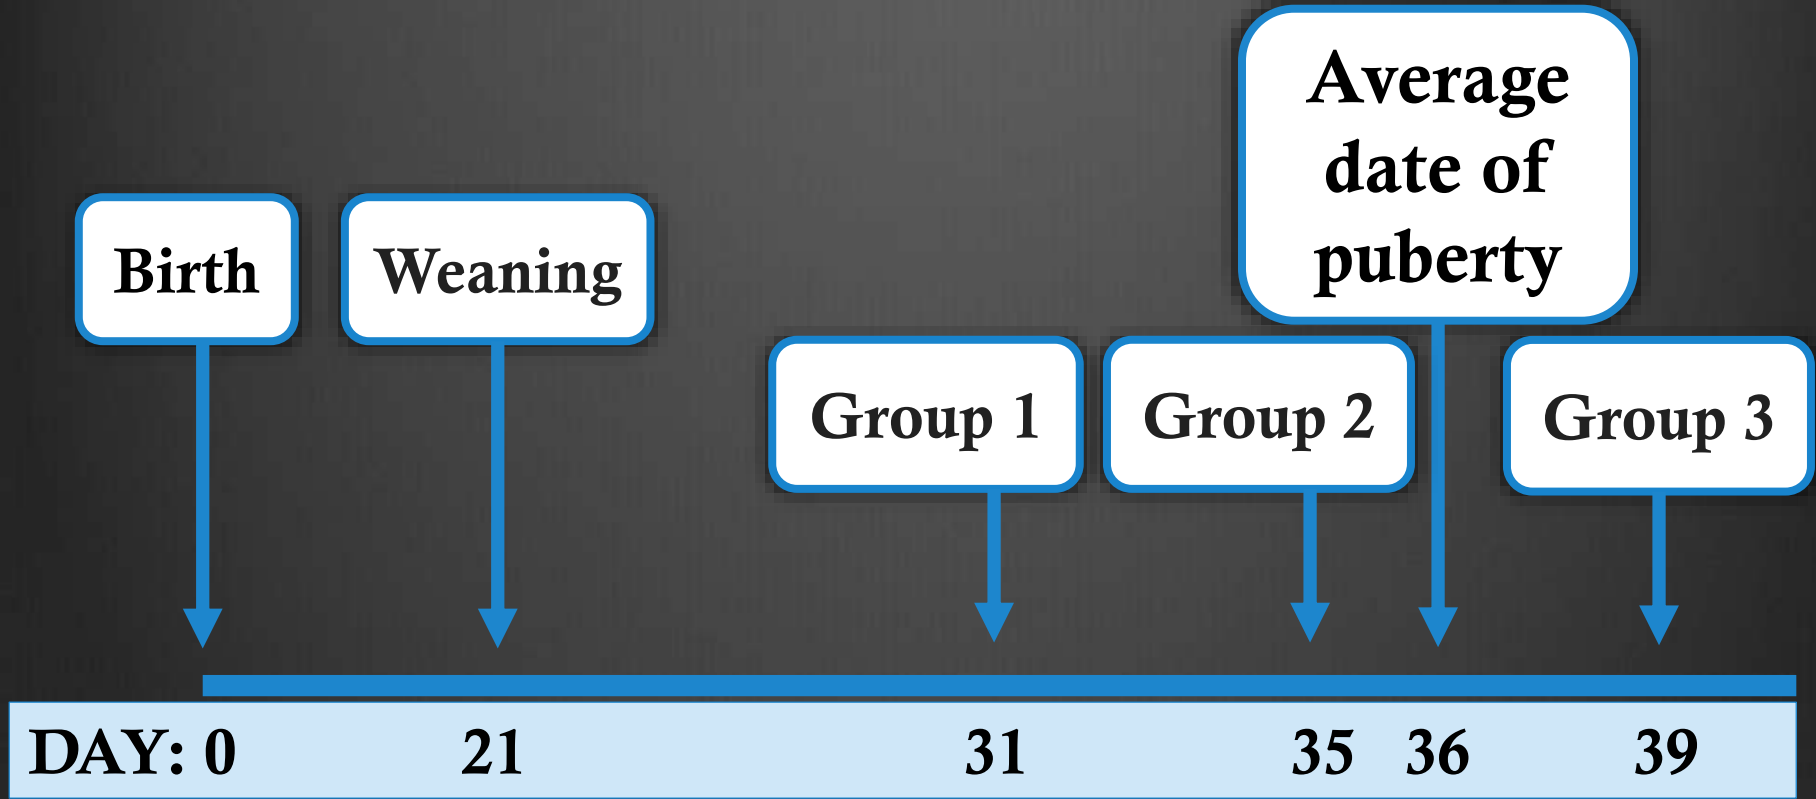 Average
date of
puberty
Birth
Weaning
Group 1
Group 2
Group 3
DAY: 0 21 31 35 36 39